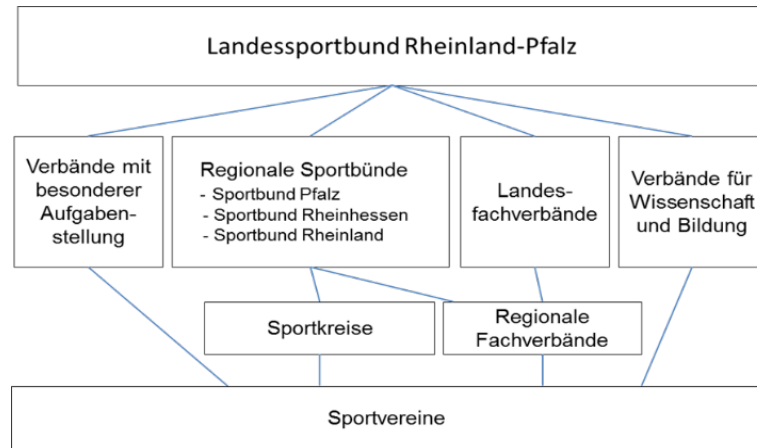 Landessportbund Rheinland-Pfalz
Verbände mit
besonderer
Aufgaben-
stellung
Regionale Sportbünde
- Sportbund Pfalz
- Sportbund Rheinhessen
- Sportbund Rheinland
Landes-
fachverbände
Verbände für
Wissenschaft
und Bildung
Sportkreise
Regionale
Fachverbände
Sportvereine